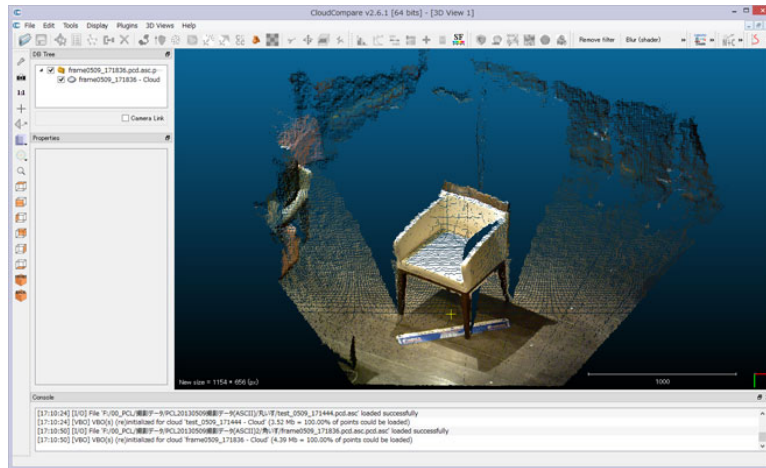 CloudCompare v2.6.1 [64 bits] - [3D View 1]
File Edit Tools Display Plugins 3D Views Help
SF
Remove filter Blur (shader)
DB Tree
frame0509_171836.pcd.asc.p
frame0509_171836 - Cloud
1:1
Camera Link
Properties
New size = 1154 * 656 (px)
1000
Console
[17:10:24] [I/O] File 'F:/00_PCL/撮影データ/PCL20130509撮影データ(ASCII)/丸いす/test_0509_171444.pcd.asc' loaded successfully
[17:10:24] [VBO] VBO(s) (re)initialized for cloud 'test_0509_171444 - Cloud' (3.52 Mb = 100.00% of points could be loaded)
[17:10:50] [I/O] File 'F:/00_PCL/撮影データ/PCL20130509撮影データ(ASCII)2/角いす/frame0509_171836.pcd.asc.pcd.asc' loaded successfully
[17:10:50] [VBO] VBO(s) (re)initialized for cloud 'frame0509_171836 - Cloud' (4.39 Mb = 100.00% of points could be loaded)